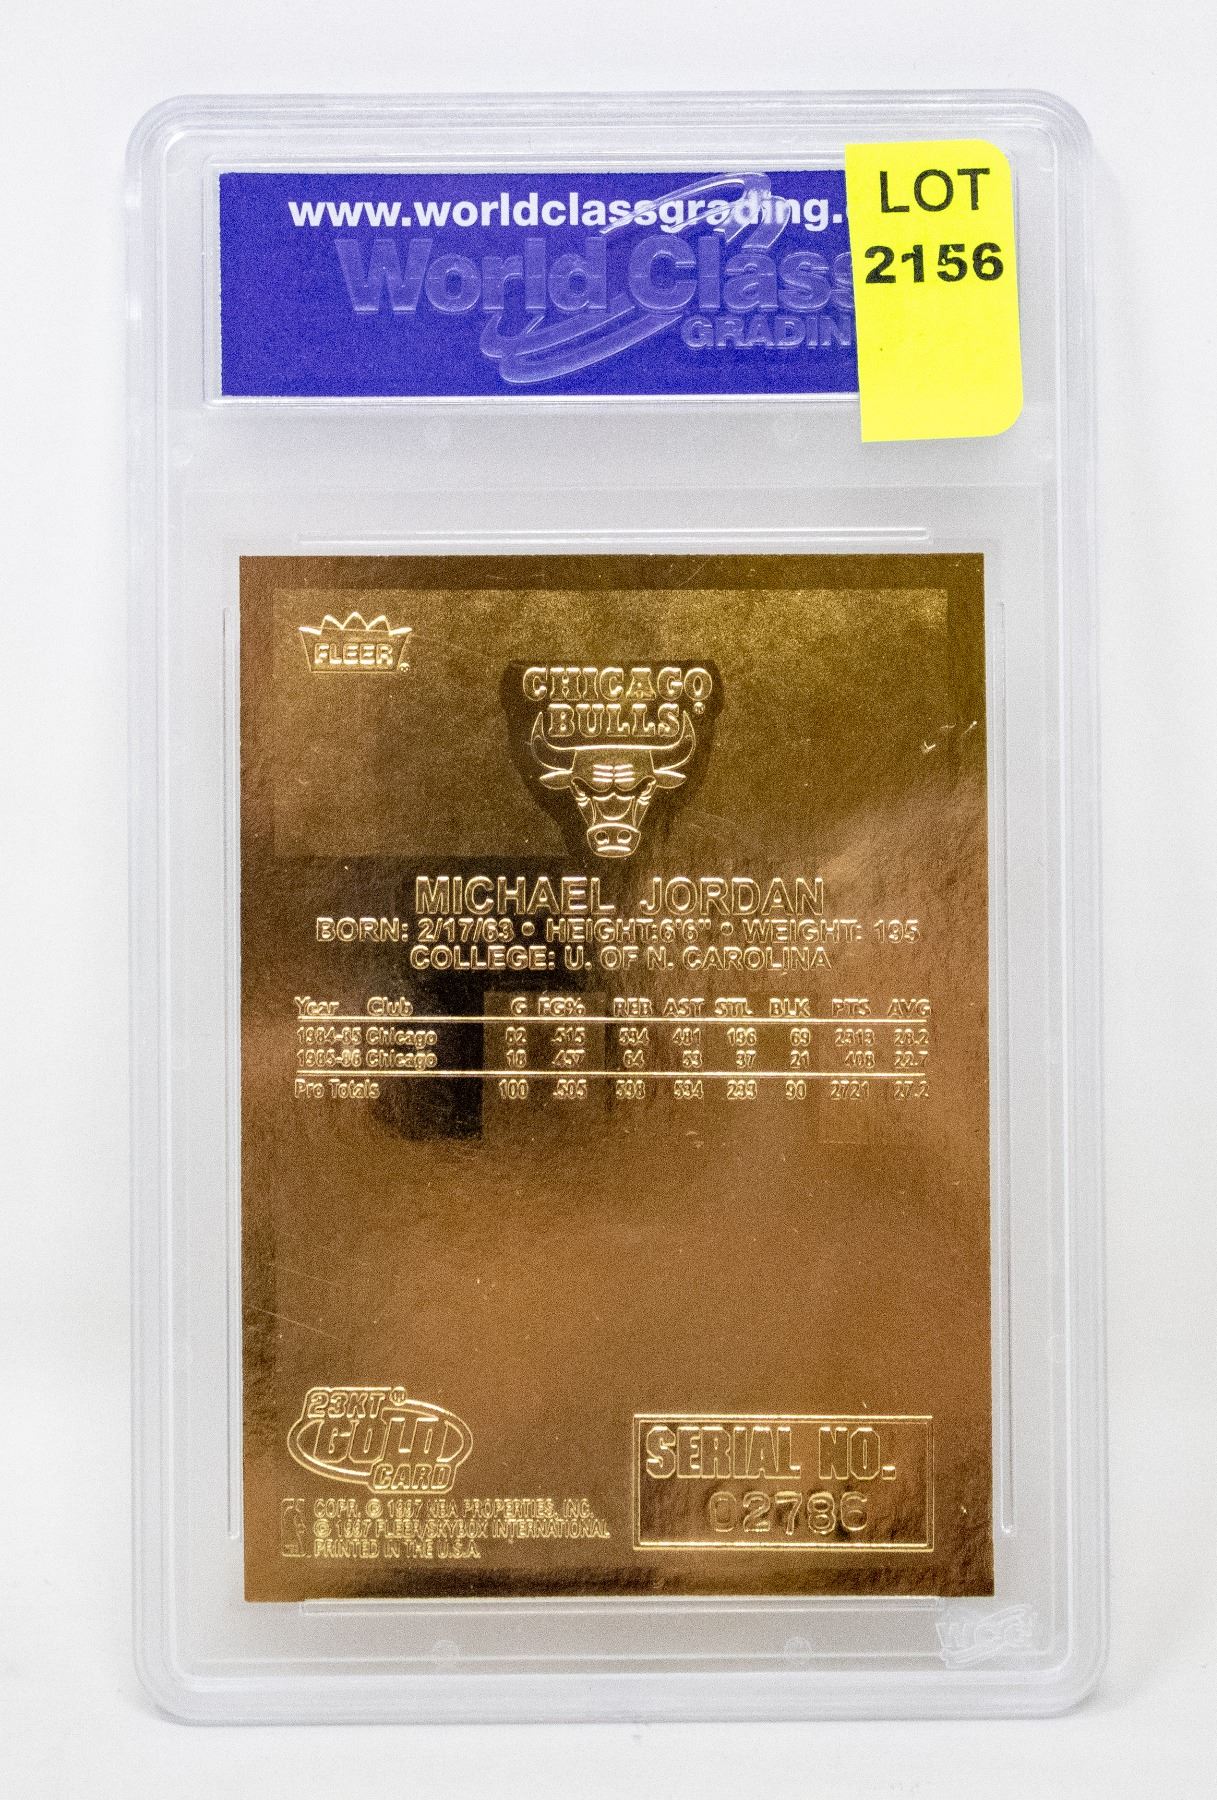 www.worldclassgrading.
World Class
GRADING
LOT
2156
FLEER
CHICAGO
BULLS
MICHAEL JORDAN
BORN: 2/17/63 • HEIGHT:6'6" • WEIGHT: 195
COLLEGE: U. OF N. CAROLINA
Year Club G FG% REB AST STL BLK PTS AVG
1984-85 Chicago 82 .515 534 481 196 69 2313 28.2
1985-86 Chicago 18 .457 64 53 37 21 408 22.7
Pro Totals 100 .505 598 534 233 90 2721 27.2
23KT
GOLD
CARD
COPR. © 1997 NBA PROPERTIES, INC.
© 1997 FLEER/SKYBOX INTERNATIONAL
PRINTED IN THE U.S.A.
SERIAL NO.
02786
WCG